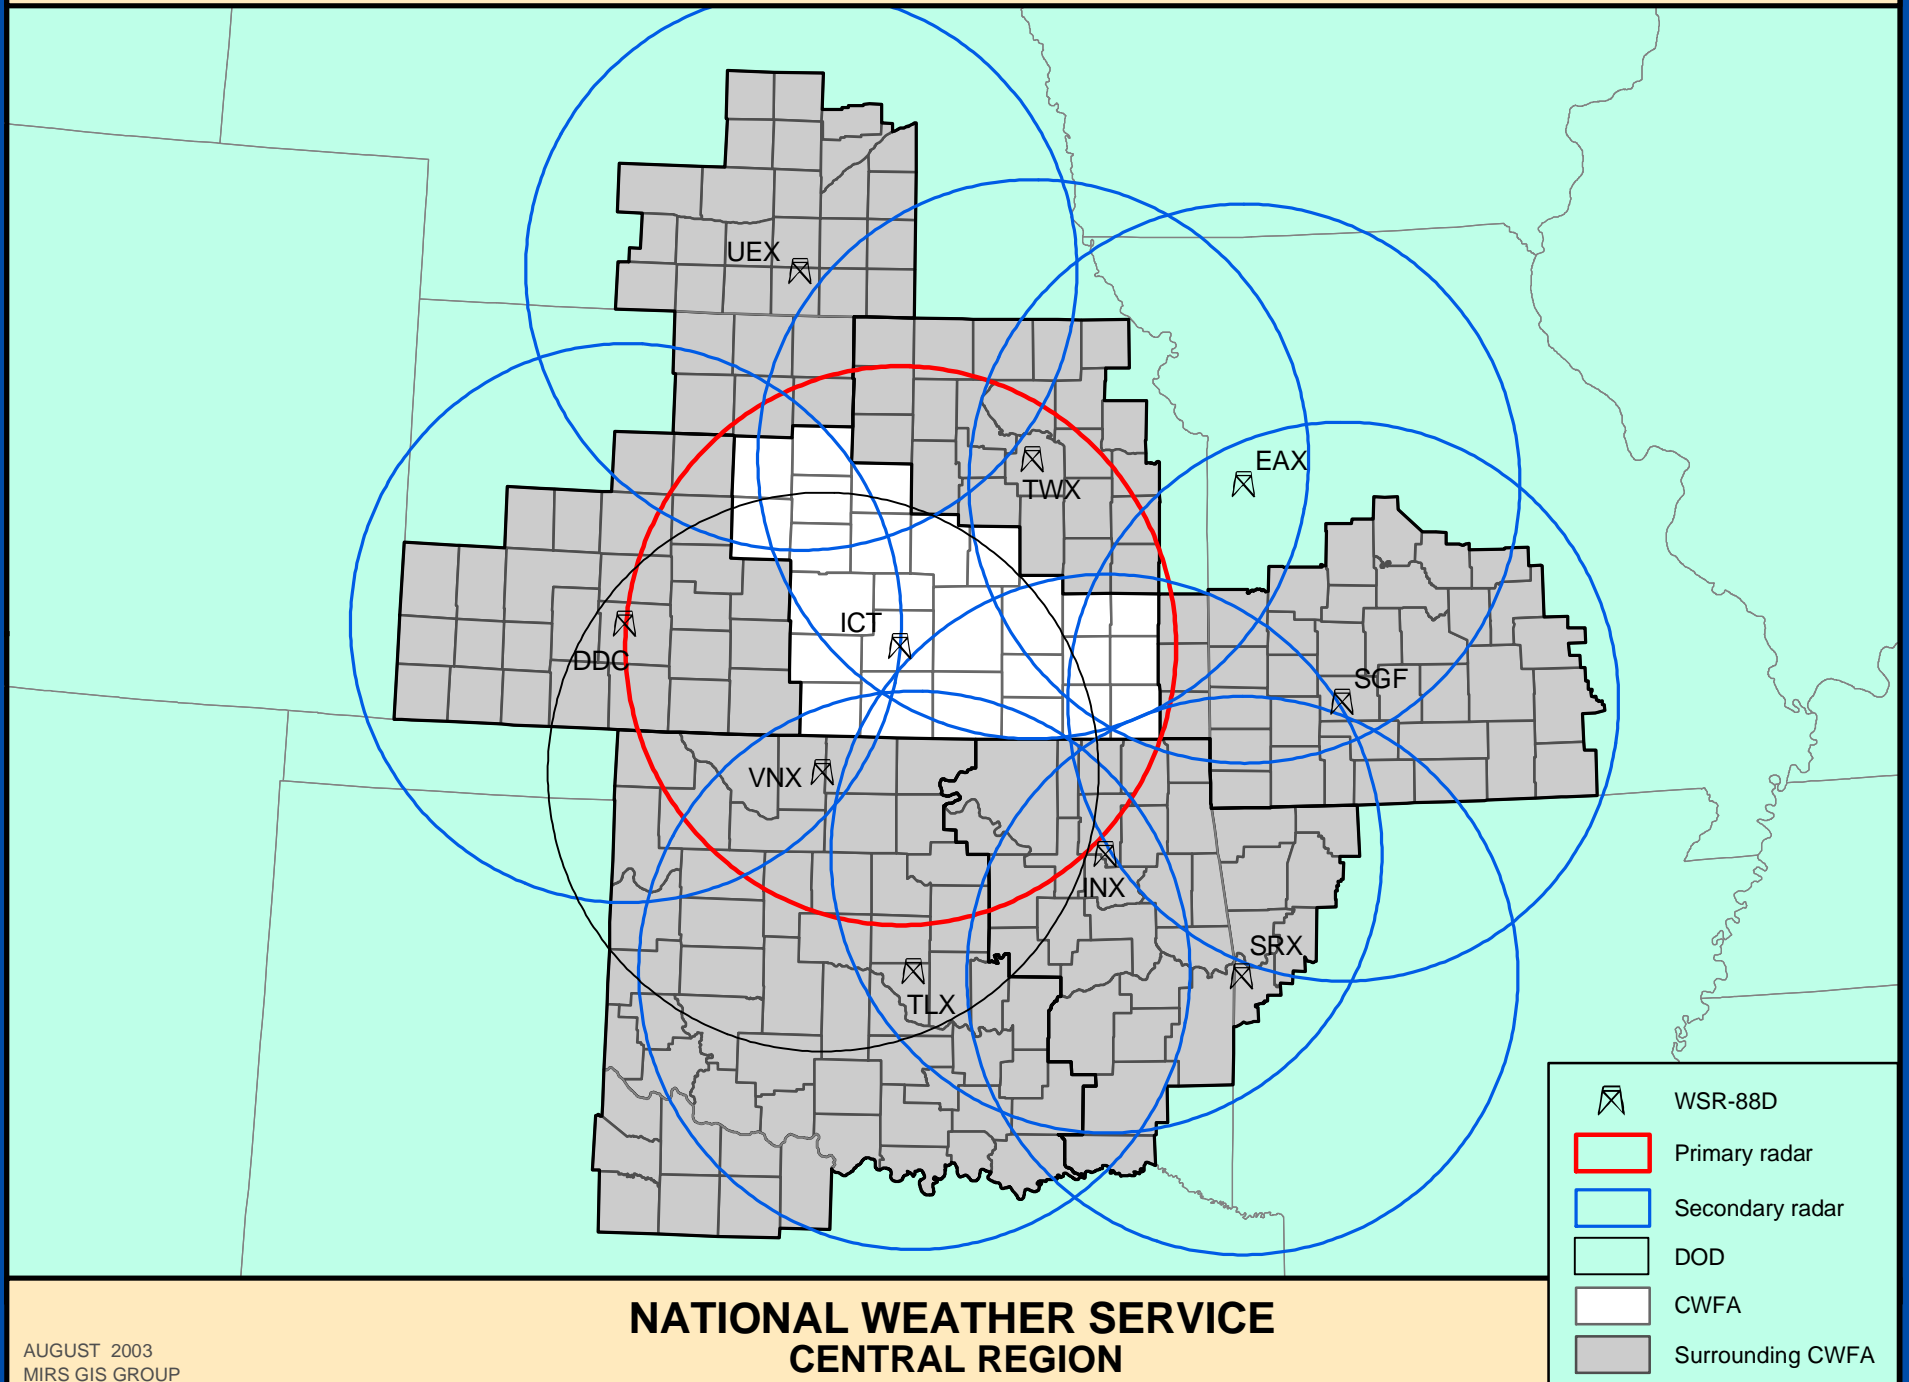 UEX
EAX
TWX
ICT
DDC
SGF
VNX
INX
SRX
TLX
WSR-88D
Primary radar
Secondary radar
DOD
CWFA
Surrounding CWFA
NATIONAL WEATHER SERVICE
CENTRAL REGION
AUGUST 2003
MIRS GIS GROUP